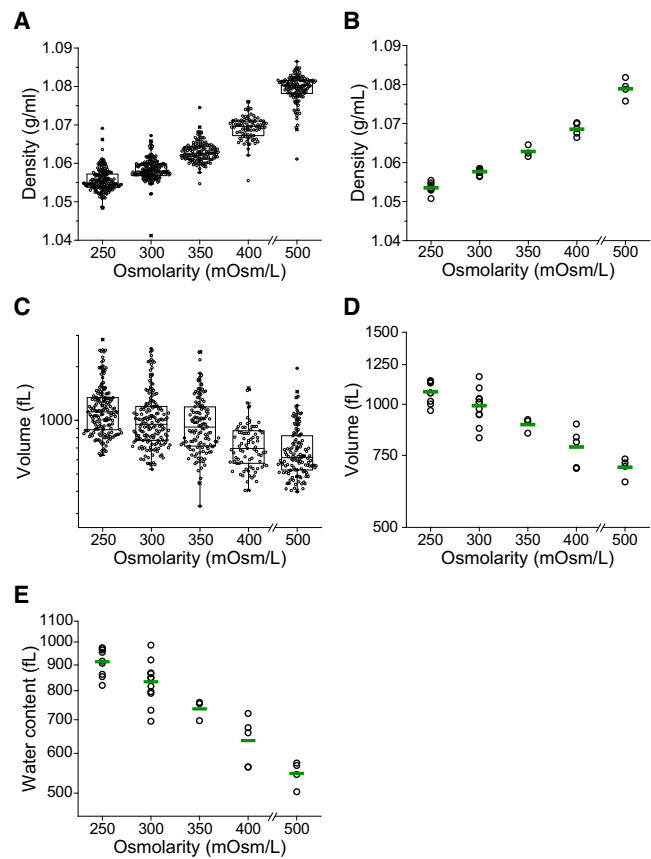 A
B
1.09
1.08
1.07
1.06
1.05
1.04
Density (g/ml)
250 300 350 400 500
Osmolarity (mOsm/L)
1.09
1.08
1.07
1.06
1.05
1.04
Density (g/mL)
250 300 350 400 500
Osmolarity (mOsm/L)
C
D
1000
Volume (fL)
250 300 350 400 500
Osmolarity (mOsm/L)
1500
1250
1000
750
500
Volume (fL)
250 300 350 400 500
Osmolarity (mOsm/L)
E
1100
1000
900
800
700
600
500
Water content (fL)
250 300 350 400 500
Osmolarity (mOsm/L)